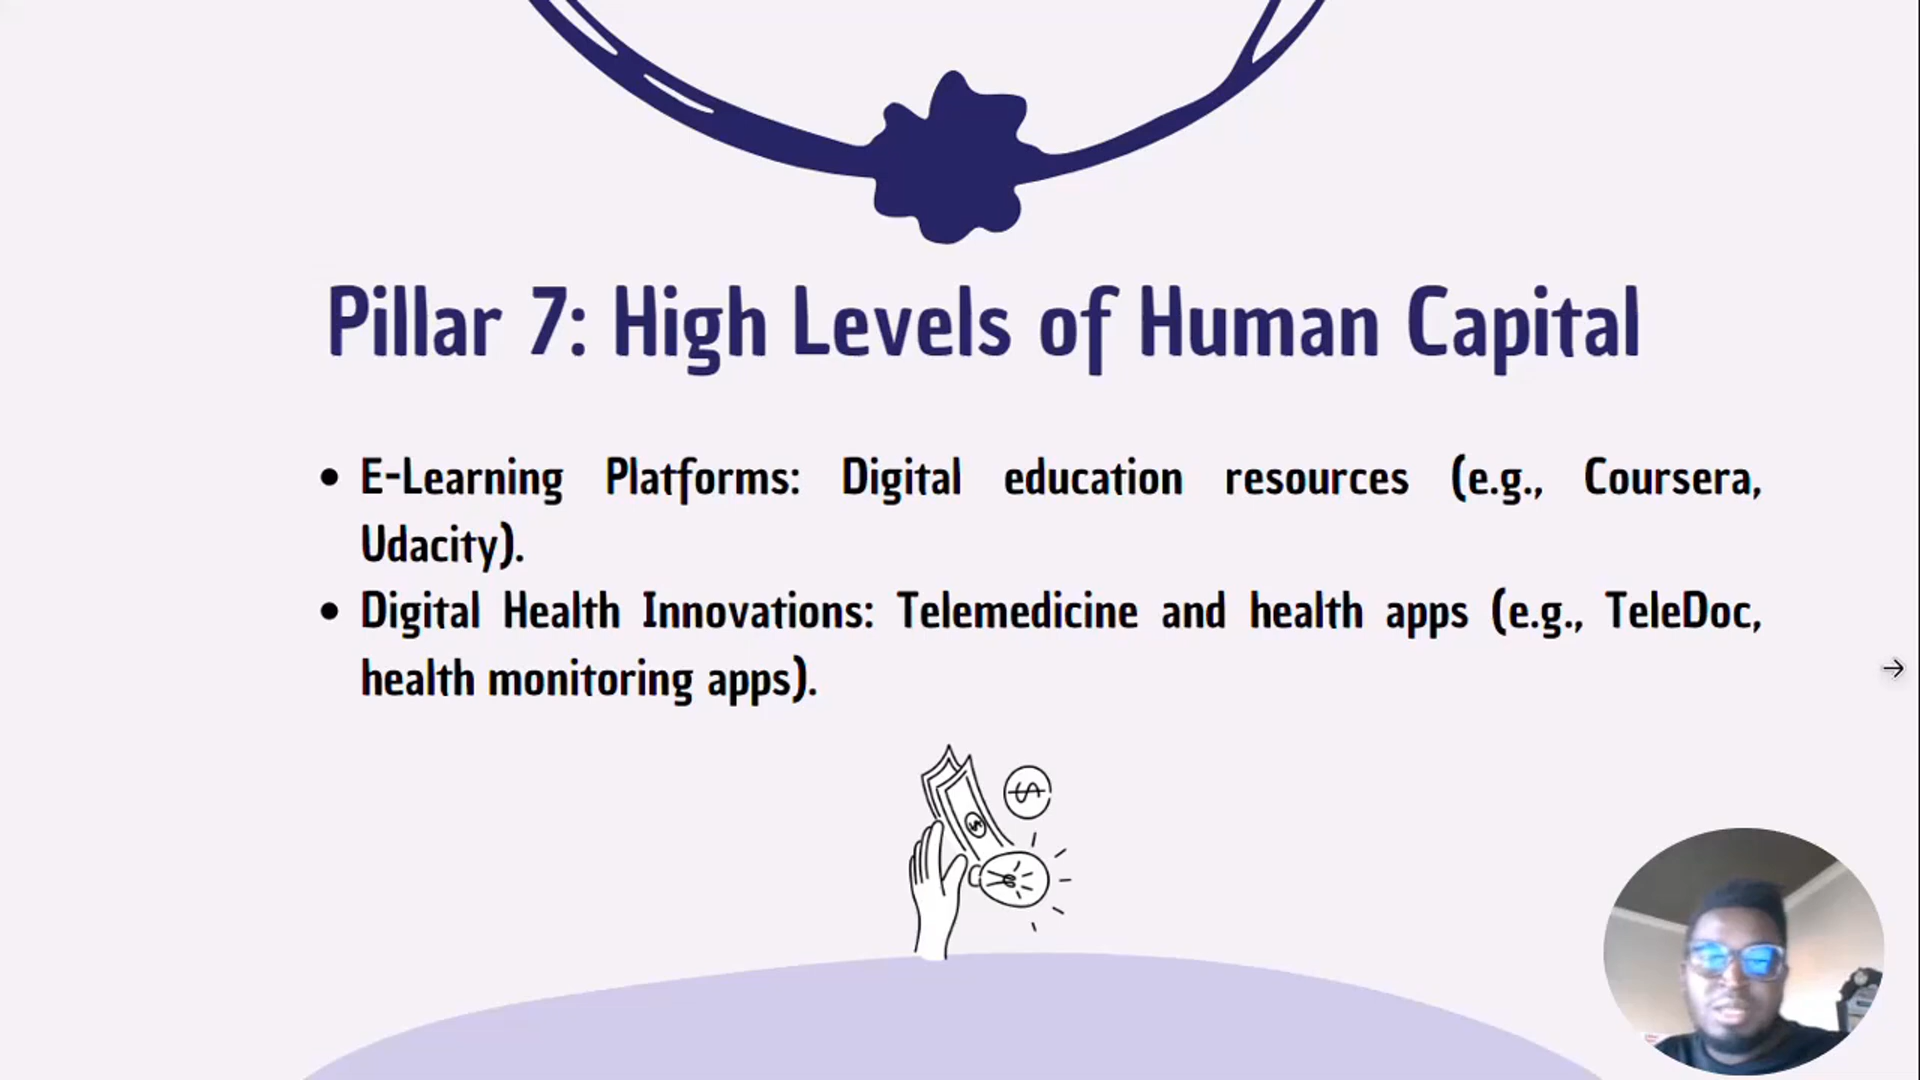 Pillar 7: High Levels of Human Capital
• E-Learning Platforms: Digital education resources (e.g., Coursera,
Udacity).
• Digital Health Innovations: Telemedicine and health apps (e.g., TeleDoc,
health monitoring apps).
$
$